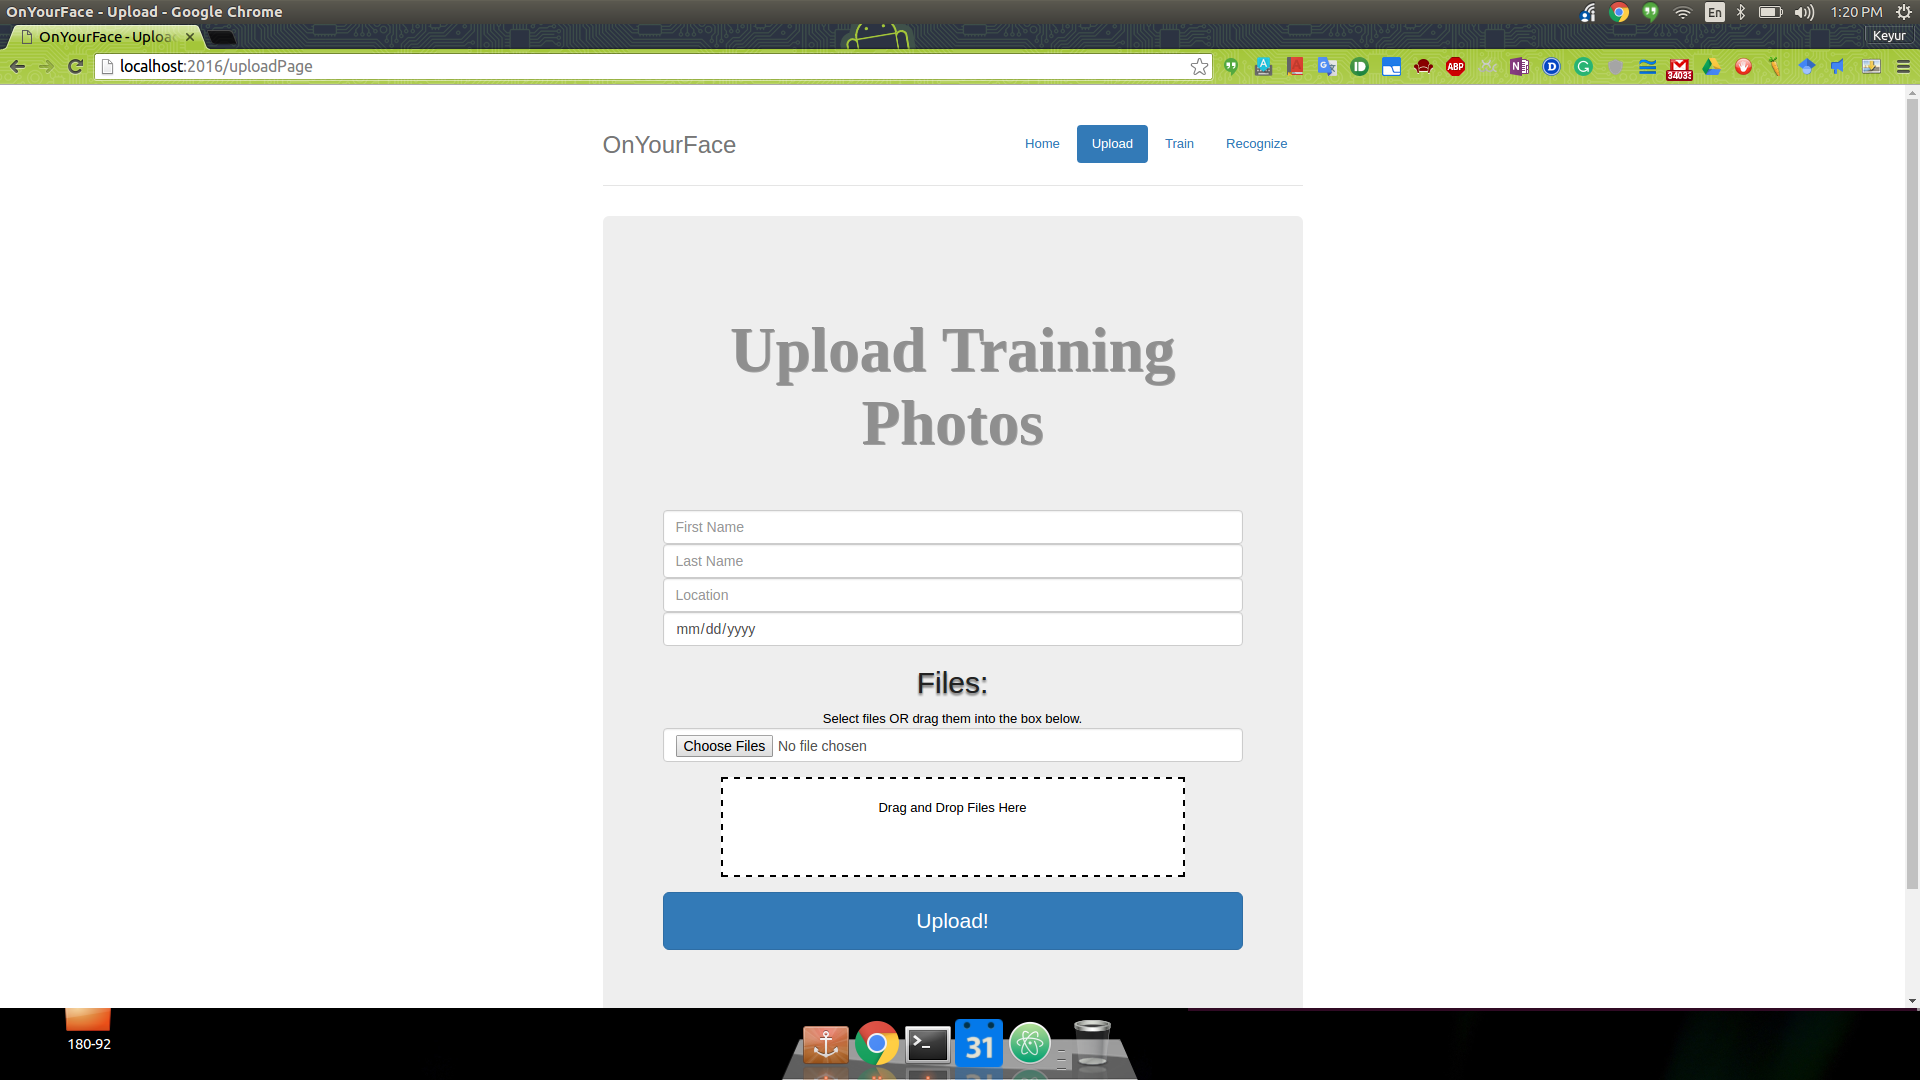 OnYourFace - Upload - Google Chrome
En
1:20 PM
OnYourFace - Uploa
Keyur
localhost:2016/uploadPage
ABP
34033
OnYourFace
Home
Upload
Train
Recognize
Upload Training
Photos
First Name
Last Name
Location
mm/dd/yyyy
Files:
Select files OR drag them into the box below.
Choose Files No file chosen
Drag and Drop Files Here
Upload!
180-92
31